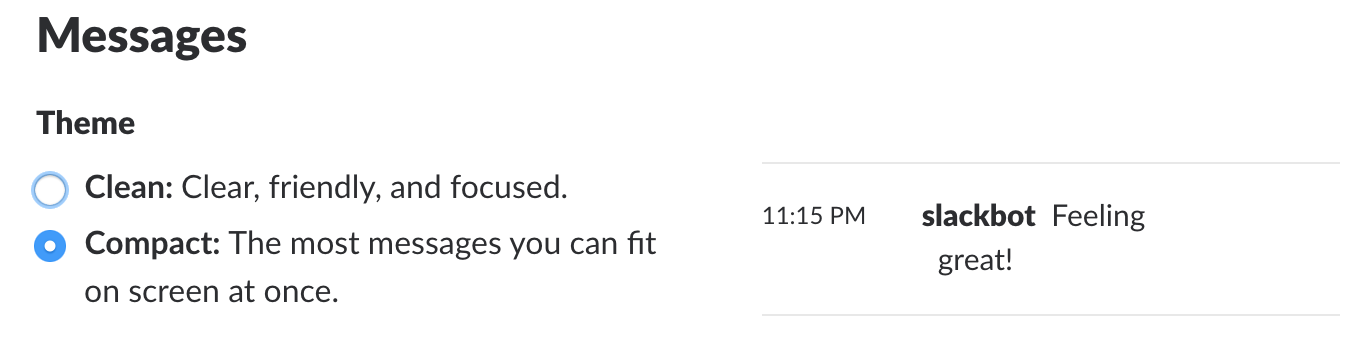 Messages
Theme
Clean: Clear, friendly, and focused.
Compact: The most messages you can fit
on screen at once.
11:15 PM slackbot Feeling
great!